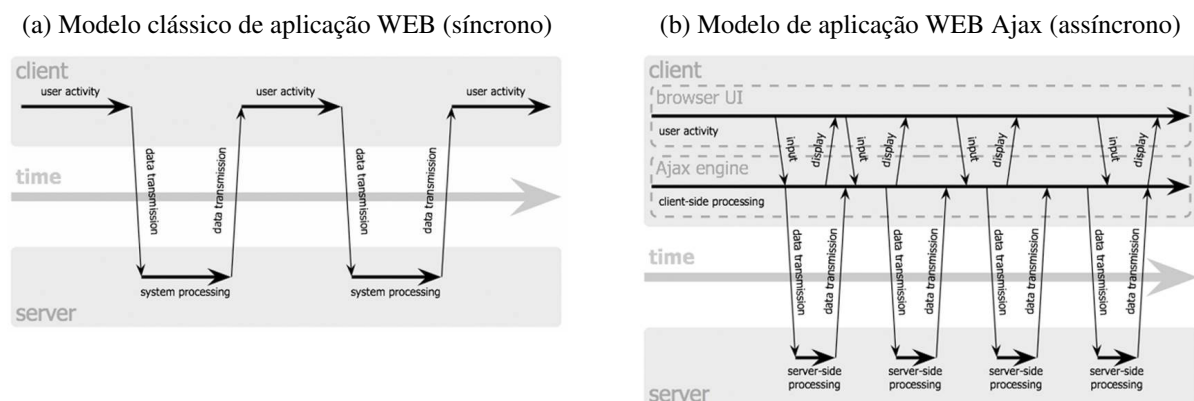 (a) Modelo clássico de aplicação WEB (síncrono)
client
user activity
user activity
user activity
data transmission
data transmission
data transmission
data transmission
time
system processing
system processing
server
(b) Modelo de aplicação WEB Ajax (assíncrono)
client
browser UI
user activity
input
display
input
display
input
display
input
display
Ajax engine
client-side processing
data transmission
data transmission
data transmission
data transmission
data transmission
data transmission
data transmission
data transmission
time
server-side
processing
server-side
processing
server-side
processing
server-side
processing
server